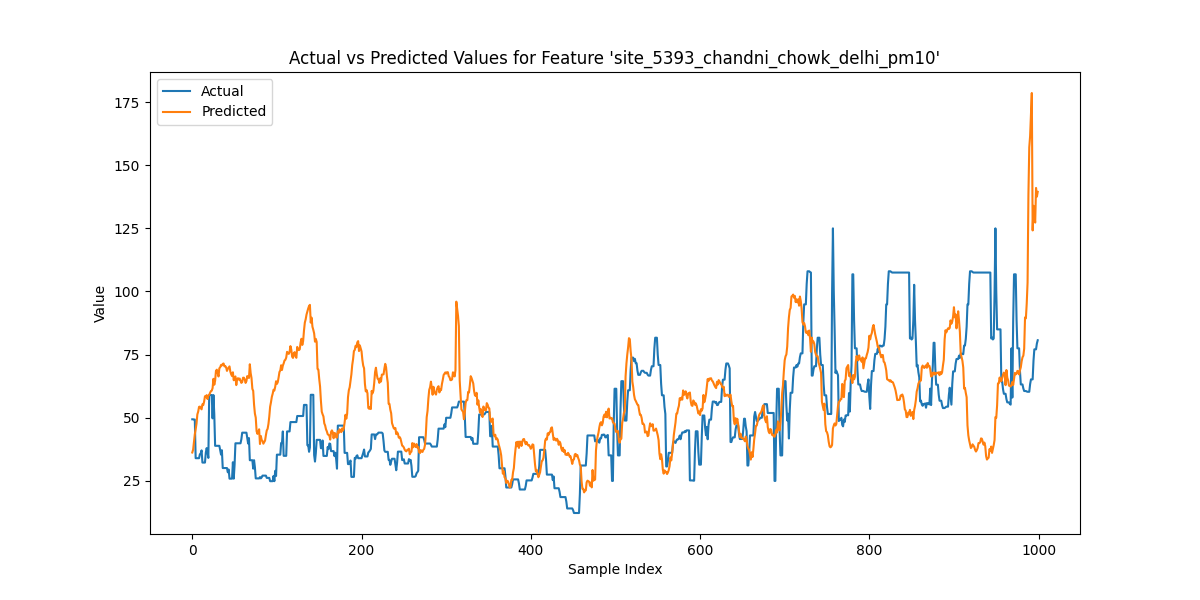 Actual vs Predicted Values for Feature 'site_5393_chandni_chowk_delhi_pm10'
Actual
Predicted
175
150
125
100
75
50
25
Value
0 200 400 600 800 1000
Sample Index